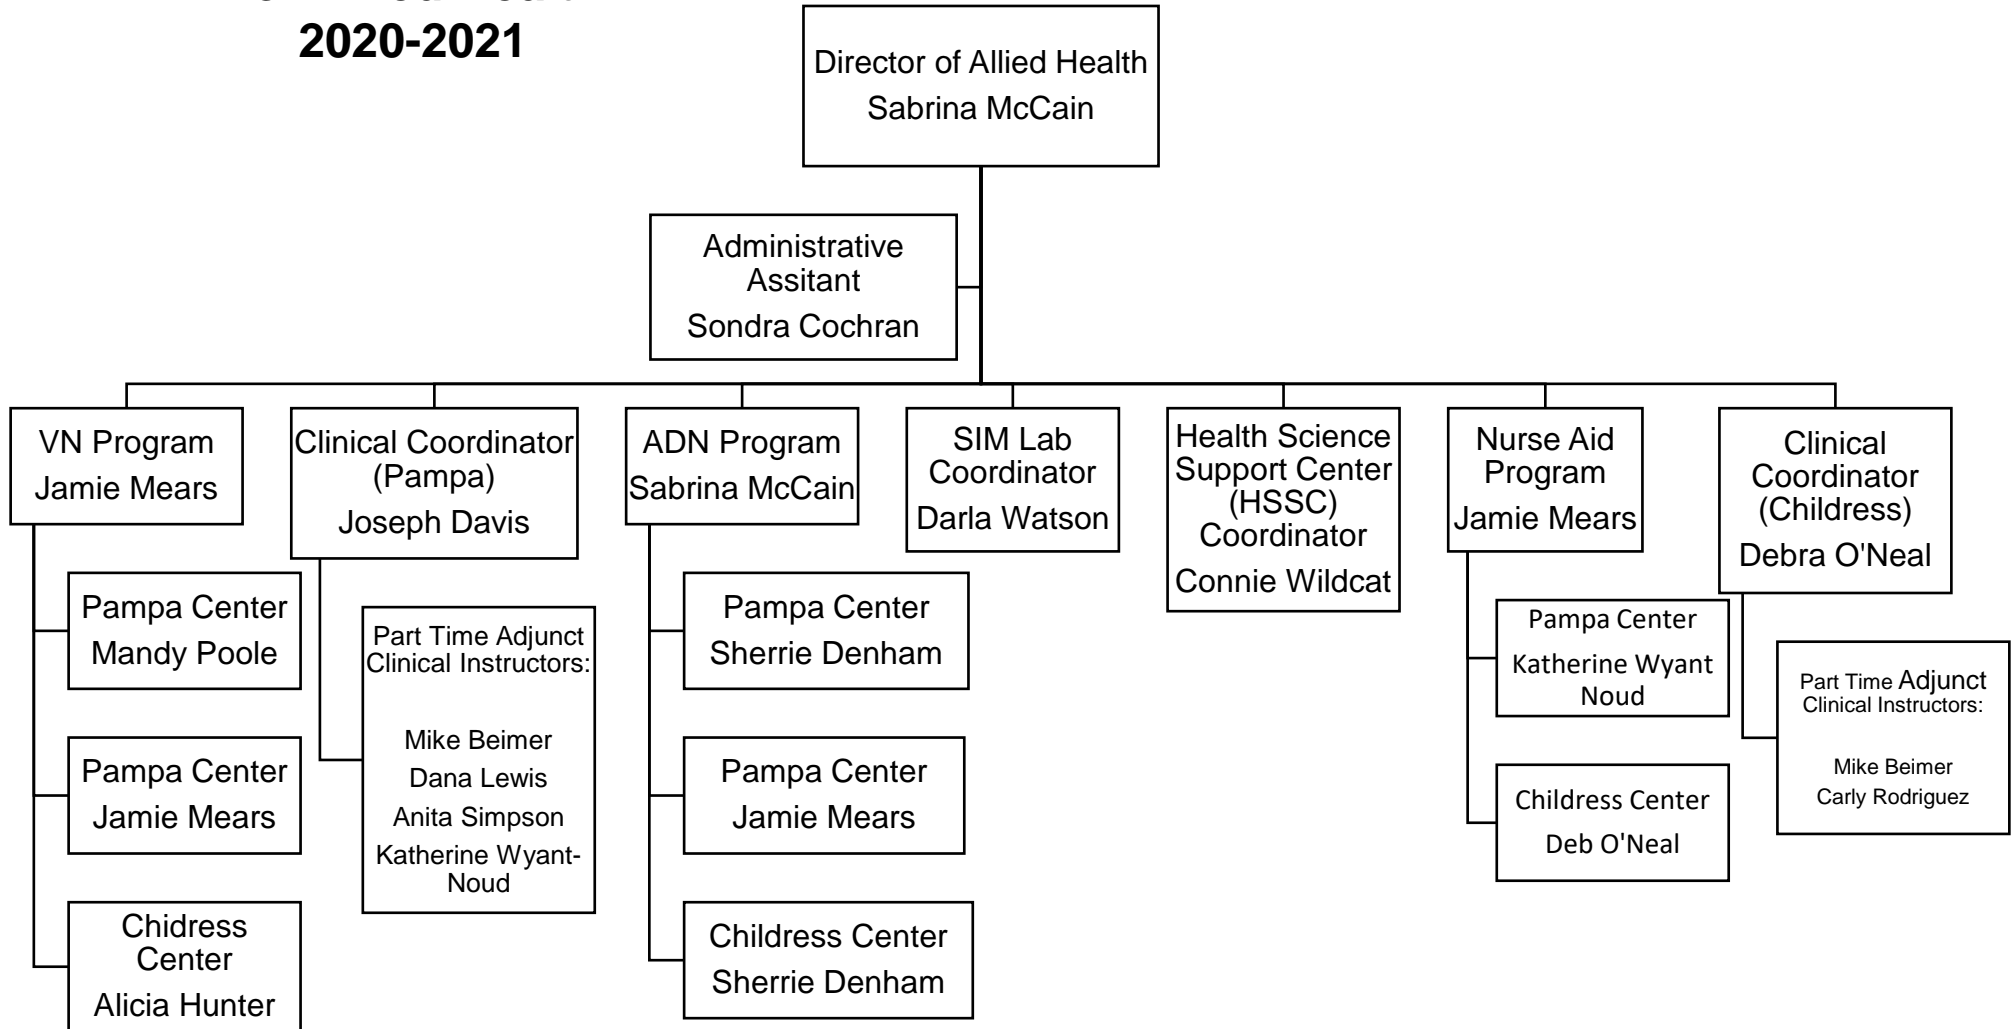 2020-2021
Director of Allied Health
Sabrina McCain
Administrative
Assitant
Sondra Cochran
VN Program
Jamie Mears
Clinical Coordinator
(Pampa)
Joseph Davis
ADN Program
Sabrina McCain
SIM Lab
Coordinator
Darla Watson
Health Science
Support Center
(HSSC)
Coordinator
Connie Wildcat
Nurse Aid
Program
Jamie Mears
Clinical
Coordinator
(Childress)
Debra O'Neal
Pampa Center
Mandy Poole
Pampa Center
Jamie Mears
Chidress
Center
Alicia Hunter
Part Time Adjunct
Clinical Instructors:
Mike Beimer
Dana Lewis
Anita Simpson
Katherine Wyant-
Noud
Pampa Center
Sherrie Denham
Pampa Center
Jamie Mears
Childress Center
Sherrie Denham
Pampa Center
Katherine Wyant
Noud
Childress Center
Deb O'Neal
Part Time Adjunct
Clinical Instructors:
Mike Beimer
Carly Rodriguez